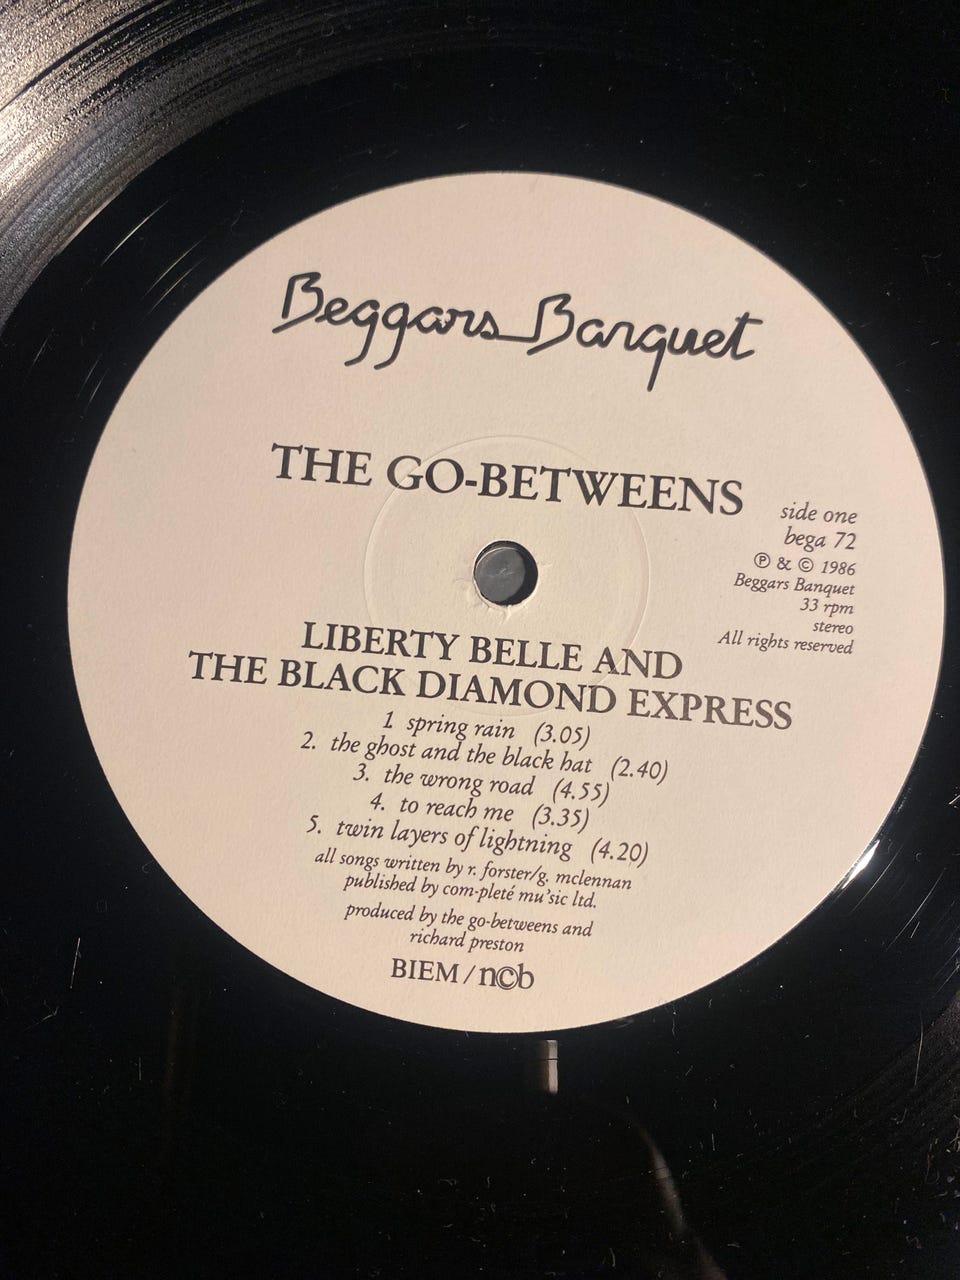 Beggars Banquet
THE GO-BETWEENS
side one
bega 72
℗ & © 1986
Beggars Banquet
33 rpm
stereo
All rights reserved
LIBERTY BELLE AND
THE BLACK DIAMOND EXPRESS
1 spring rain (3.05)
2. the ghost and the black hat (2.40)
3. the wrong road (4.55)
4. to reach me (3.35)
5. twin layers of lightning (4.20)
all songs written by r. forster/g. mclennan
published by com-pleté mu'sic ltd.
produced by the go-betweens and
richard preston
BIEM / n©b